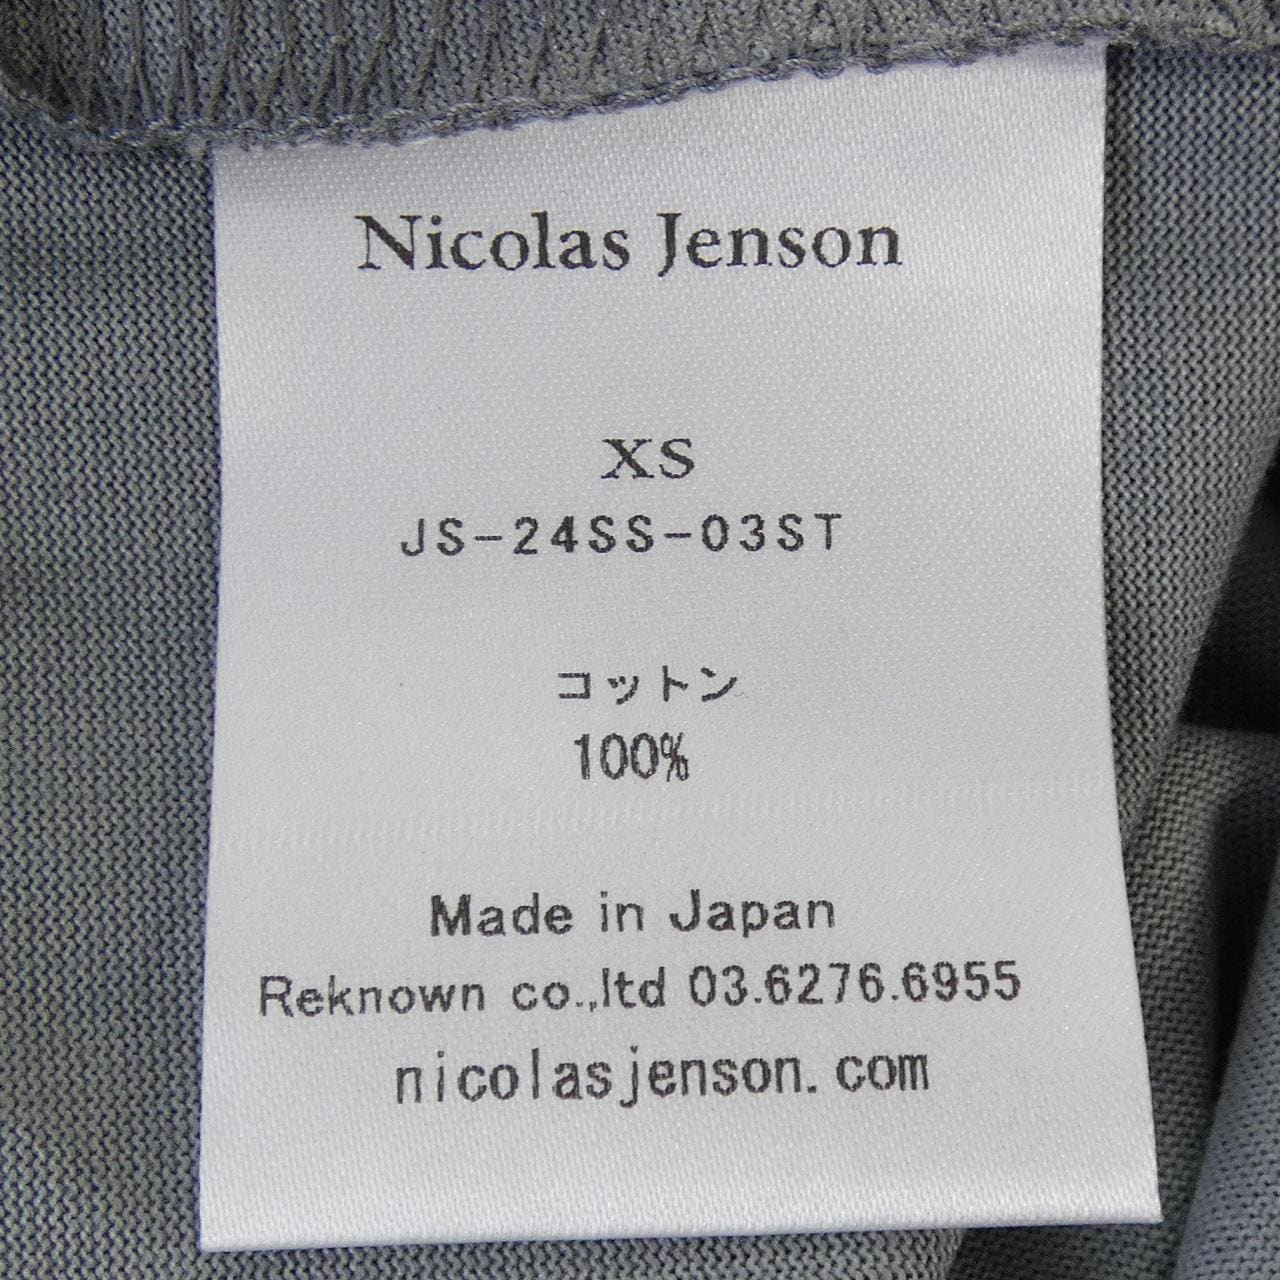 Nicolas Jenson
XS
JS-24SS-03ST
コットン
100%
Made in Japan
Reknown co.,ltd 03.6276.6955
nicolasjenson.com